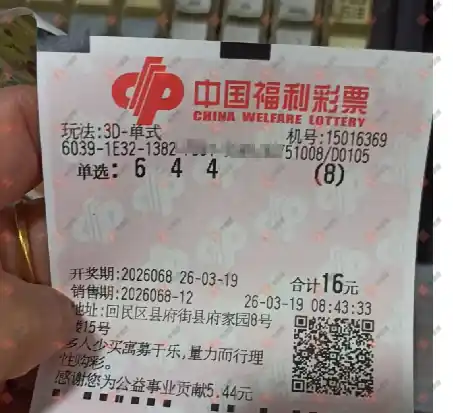 中国福利彩票
CHINA WELFARE LOTTERY
玩法:3D-单式 机号:15016369
6039-1E32-1382 751008/D0105
单选: 6 4 4 (8)
开奖期:2026068 26-03-19 合计16元
销售期:2026068-12 26-03-19 08:43:33
地址:回民区县府街县府家园8号
15号
多人少买寓募于乐,量力而行理
性购彩。
感谢您为公益事业贡献5.44元